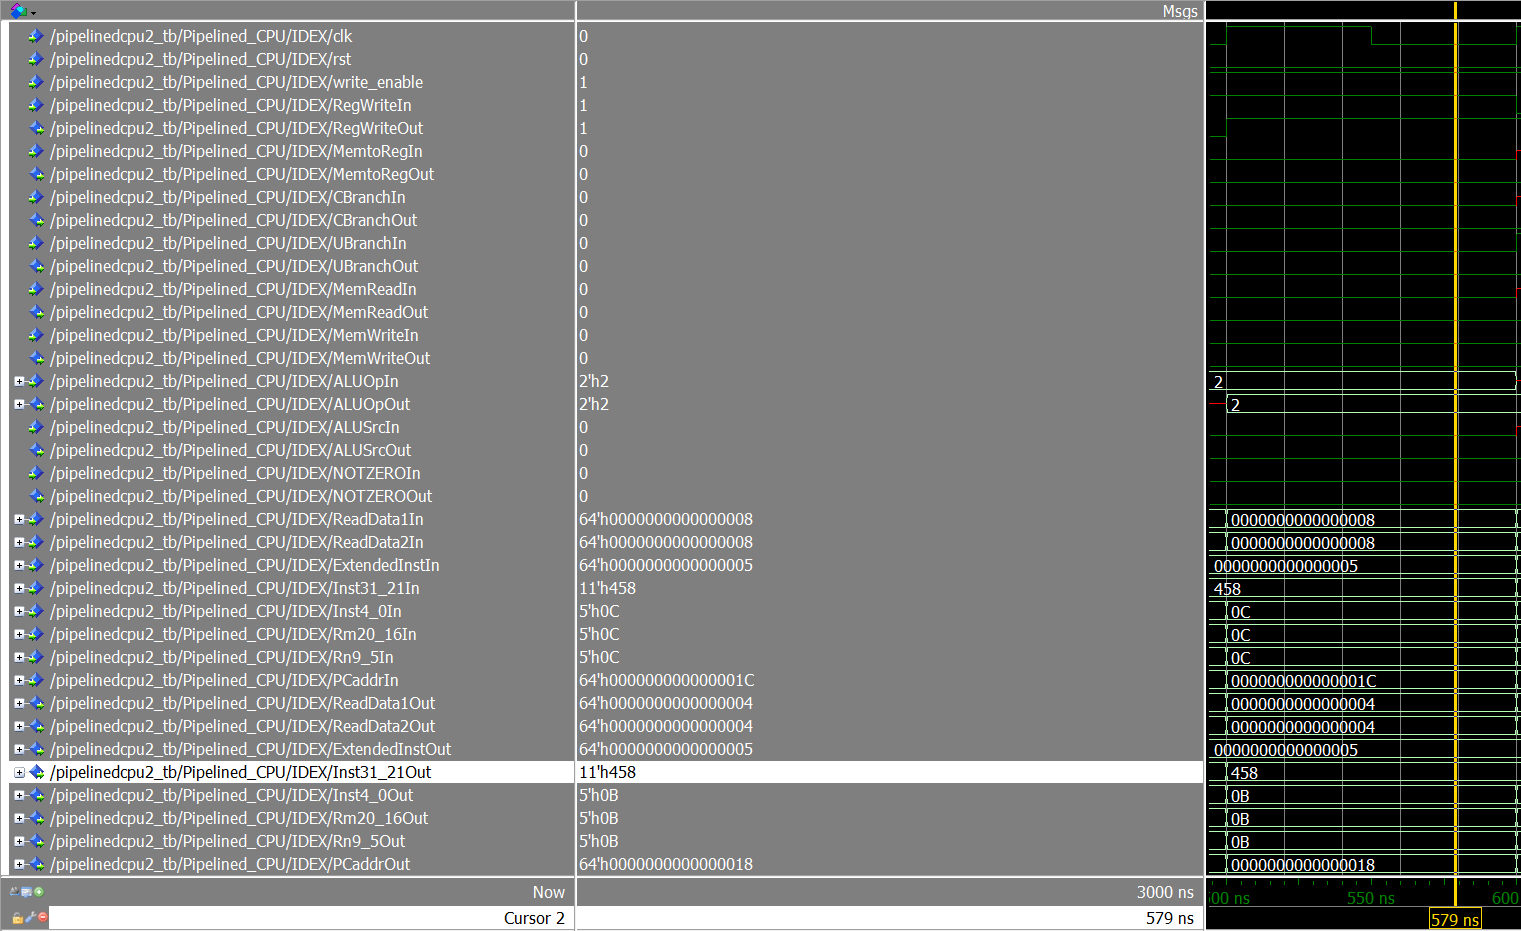 Msgs
/pipelinedcpu2_tb/Pipelined_CPU/IDEX/clk 0
/pipelinedcpu2_tb/Pipelined_CPU/IDEX/rst 0
/pipelinedcpu2_tb/Pipelined_CPU/IDEX/write_enable 1
/pipelinedcpu2_tb/Pipelined_CPU/IDEX/RegWriteIn 1
/pipelinedcpu2_tb/Pipelined_CPU/IDEX/RegWriteOut 1
/pipelinedcpu2_tb/Pipelined_CPU/IDEX/MemtoRegIn 0
/pipelinedcpu2_tb/Pipelined_CPU/IDEX/MemtoRegOut 0
/pipelinedcpu2_tb/Pipelined_CPU/IDEX/CBranchIn 0
/pipelinedcpu2_tb/Pipelined_CPU/IDEX/CBranchOut 0
/pipelinedcpu2_tb/Pipelined_CPU/IDEX/UBranchIn 0
/pipelinedcpu2_tb/Pipelined_CPU/IDEX/UBranchOut 0
/pipelinedcpu2_tb/Pipelined_CPU/IDEX/MemReadIn 0
/pipelinedcpu2_tb/Pipelined_CPU/IDEX/MemReadOut 0
/pipelinedcpu2_tb/Pipelined_CPU/IDEX/MemWriteIn 0
/pipelinedcpu2_tb/Pipelined_CPU/IDEX/MemWriteOut 0
/pipelinedcpu2_tb/Pipelined_CPU/IDEX/ALUOpIn 2'h2 2
/pipelinedcpu2_tb/Pipelined_CPU/IDEX/ALUOpOut 2'h2 2
/pipelinedcpu2_tb/Pipelined_CPU/IDEX/ALUSrcIn 0
/pipelinedcpu2_tb/Pipelined_CPU/IDEX/ALUSrcOut 0
/pipelinedcpu2_tb/Pipelined_CPU/IDEX/NOTZEROIn 0
/pipelinedcpu2_tb/Pipelined_CPU/IDEX/NOTZEROOut 0
/pipelinedcpu2_tb/Pipelined_CPU/IDEX/ReadData1In 64'h0000000000000008 0000000000000008
/pipelinedcpu2_tb/Pipelined_CPU/IDEX/ReadData2In 64'h0000000000000008 0000000000000008
/pipelinedcpu2_tb/Pipelined_CPU/IDEX/ExtendedInstIn 64'h0000000000000005 0000000000000005
/pipelinedcpu2_tb/Pipelined_CPU/IDEX/Inst31_21In 11'h458 458
/pipelinedcpu2_tb/Pipelined_CPU/IDEX/Inst4_0In 5'h0C 0C
/pipelinedcpu2_tb/Pipelined_CPU/IDEX/Rm20_16In 5'h0C 0C
/pipelinedcpu2_tb/Pipelined_CPU/IDEX/Rn9_5In 5'h0C 0C
/pipelinedcpu2_tb/Pipelined_CPU/IDEX/PCaddrIn 64'h000000000000001C 000000000000001C
/pipelinedcpu2_tb/Pipelined_CPU/IDEX/ReadData1Out 64'h0000000000000004 0000000000000004
/pipelinedcpu2_tb/Pipelined_CPU/IDEX/ReadData2Out 64'h0000000000000004 0000000000000004
/pipelinedcpu2_tb/Pipelined_CPU/IDEX/ExtendedInstOut 64'h0000000000000005 0000000000000005
/pipelinedcpu2_tb/Pipelined_CPU/IDEX/Inst31_21Out 11'h458 458
/pipelinedcpu2_tb/Pipelined_CPU/IDEX/Inst4_0Out 5'h0B 0B
/pipelinedcpu2_tb/Pipelined_CPU/IDEX/Rm20_16Out 5'h0B 0B
/pipelinedcpu2_tb/Pipelined_CPU/IDEX/Rn9_5Out 5'h0B 0B
/pipelinedcpu2_tb/Pipelined_CPU/IDEX/PCaddrOut 64'h0000000000000018 0000000000000018
Now 3000 ns 550 ns 600
Cursor 2 579 ns 579 ns